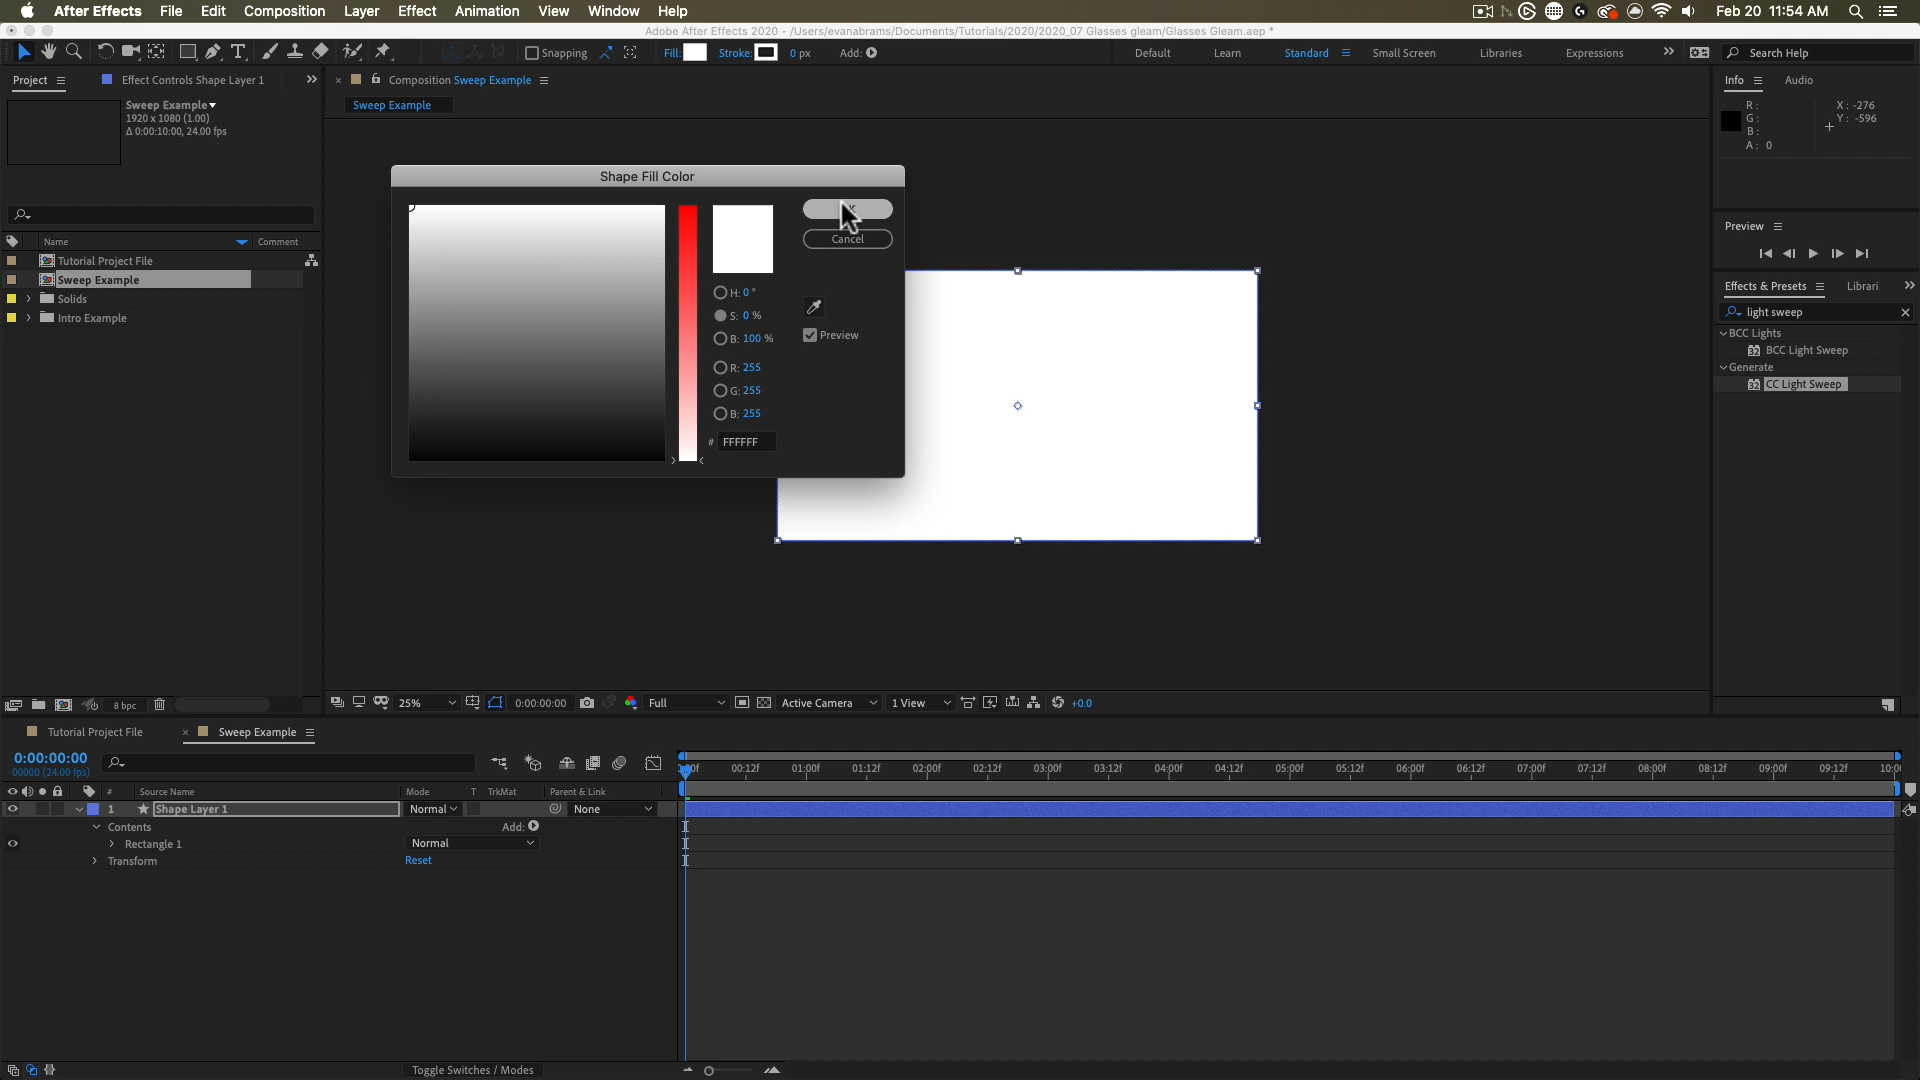 After Effects File Edit Composition Layer Effect Animation View Window Help Feb 20 11:54 AM
Adobe After Effects 2020 - /Users/evanabrams/Documents/Tutorials/2020/2020_07 Glasses gleam/Glasses Gleam.aep *
Snapping Fill: Stroke: 0 px Add: Default Learn Standard Small Screen Libraries Expressions Search Help
Project Effect Controls Shape Layer 1 Composition Sweep Example Info Audio
Sweep Example
1920 x 1080 (1.00)
Δ 0:00:10:00, 24.00 fps
Sweep Example
R:
G:
B:
A: 0
X: -276
Y: -596
Shape Fill Color
Cancel
H: 0 °
S: 0 %
B: 100 %
R: 255
G: 255
B: 255
# FFFFFF
Preview
Preview
Name Comment
Tutorial Project File
Sweep Example
Solids
Intro Example
Effects & Presets Librari
light sweep
BCC Lights
BCC Light Sweep
Generate
CC Light Sweep
8 bpc 25% 0:00:00:00 Full Active Camera 1 View +0.0
Tutorial Project File Sweep Example
0:00:00:00
00000 (24.00 fps)
00:12f 01:00f 01:12f 02:00f 02:12f 03:00f 03:12f 04:00f 04:12f 05:00f 05:12f 06:00f 06:12f 07:00f 07:12f 08:00f 08:12f 09:00f 09:12f
# Source Name Mode T TrkMat Parent & Link
1 Shape Layer 1 Normal None
Contents Add:
Rectangle 1 Normal
Transform Reset
Toggle Switches / Modes